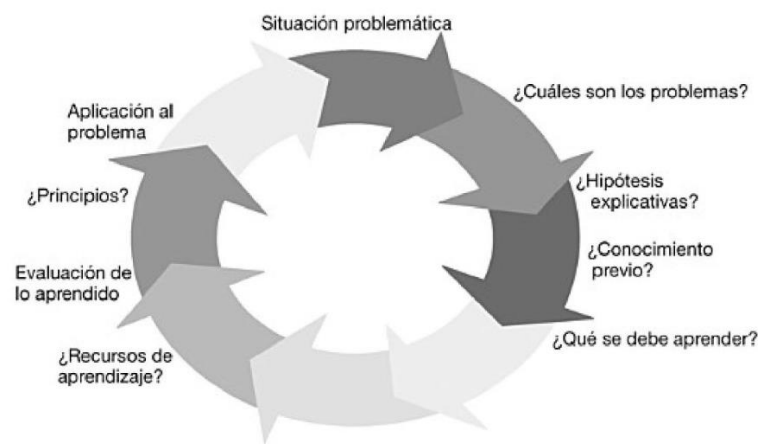 Situación problemática
¿Cuáles son los problemas?
¿Hipótesis
explicativas?
¿Conocimiento
previo?
¿Qué se debe aprender?
¿Recursos de
aprendizaje?
Evaluación de
lo aprendido
¿Principios?
Aplicación al
problema